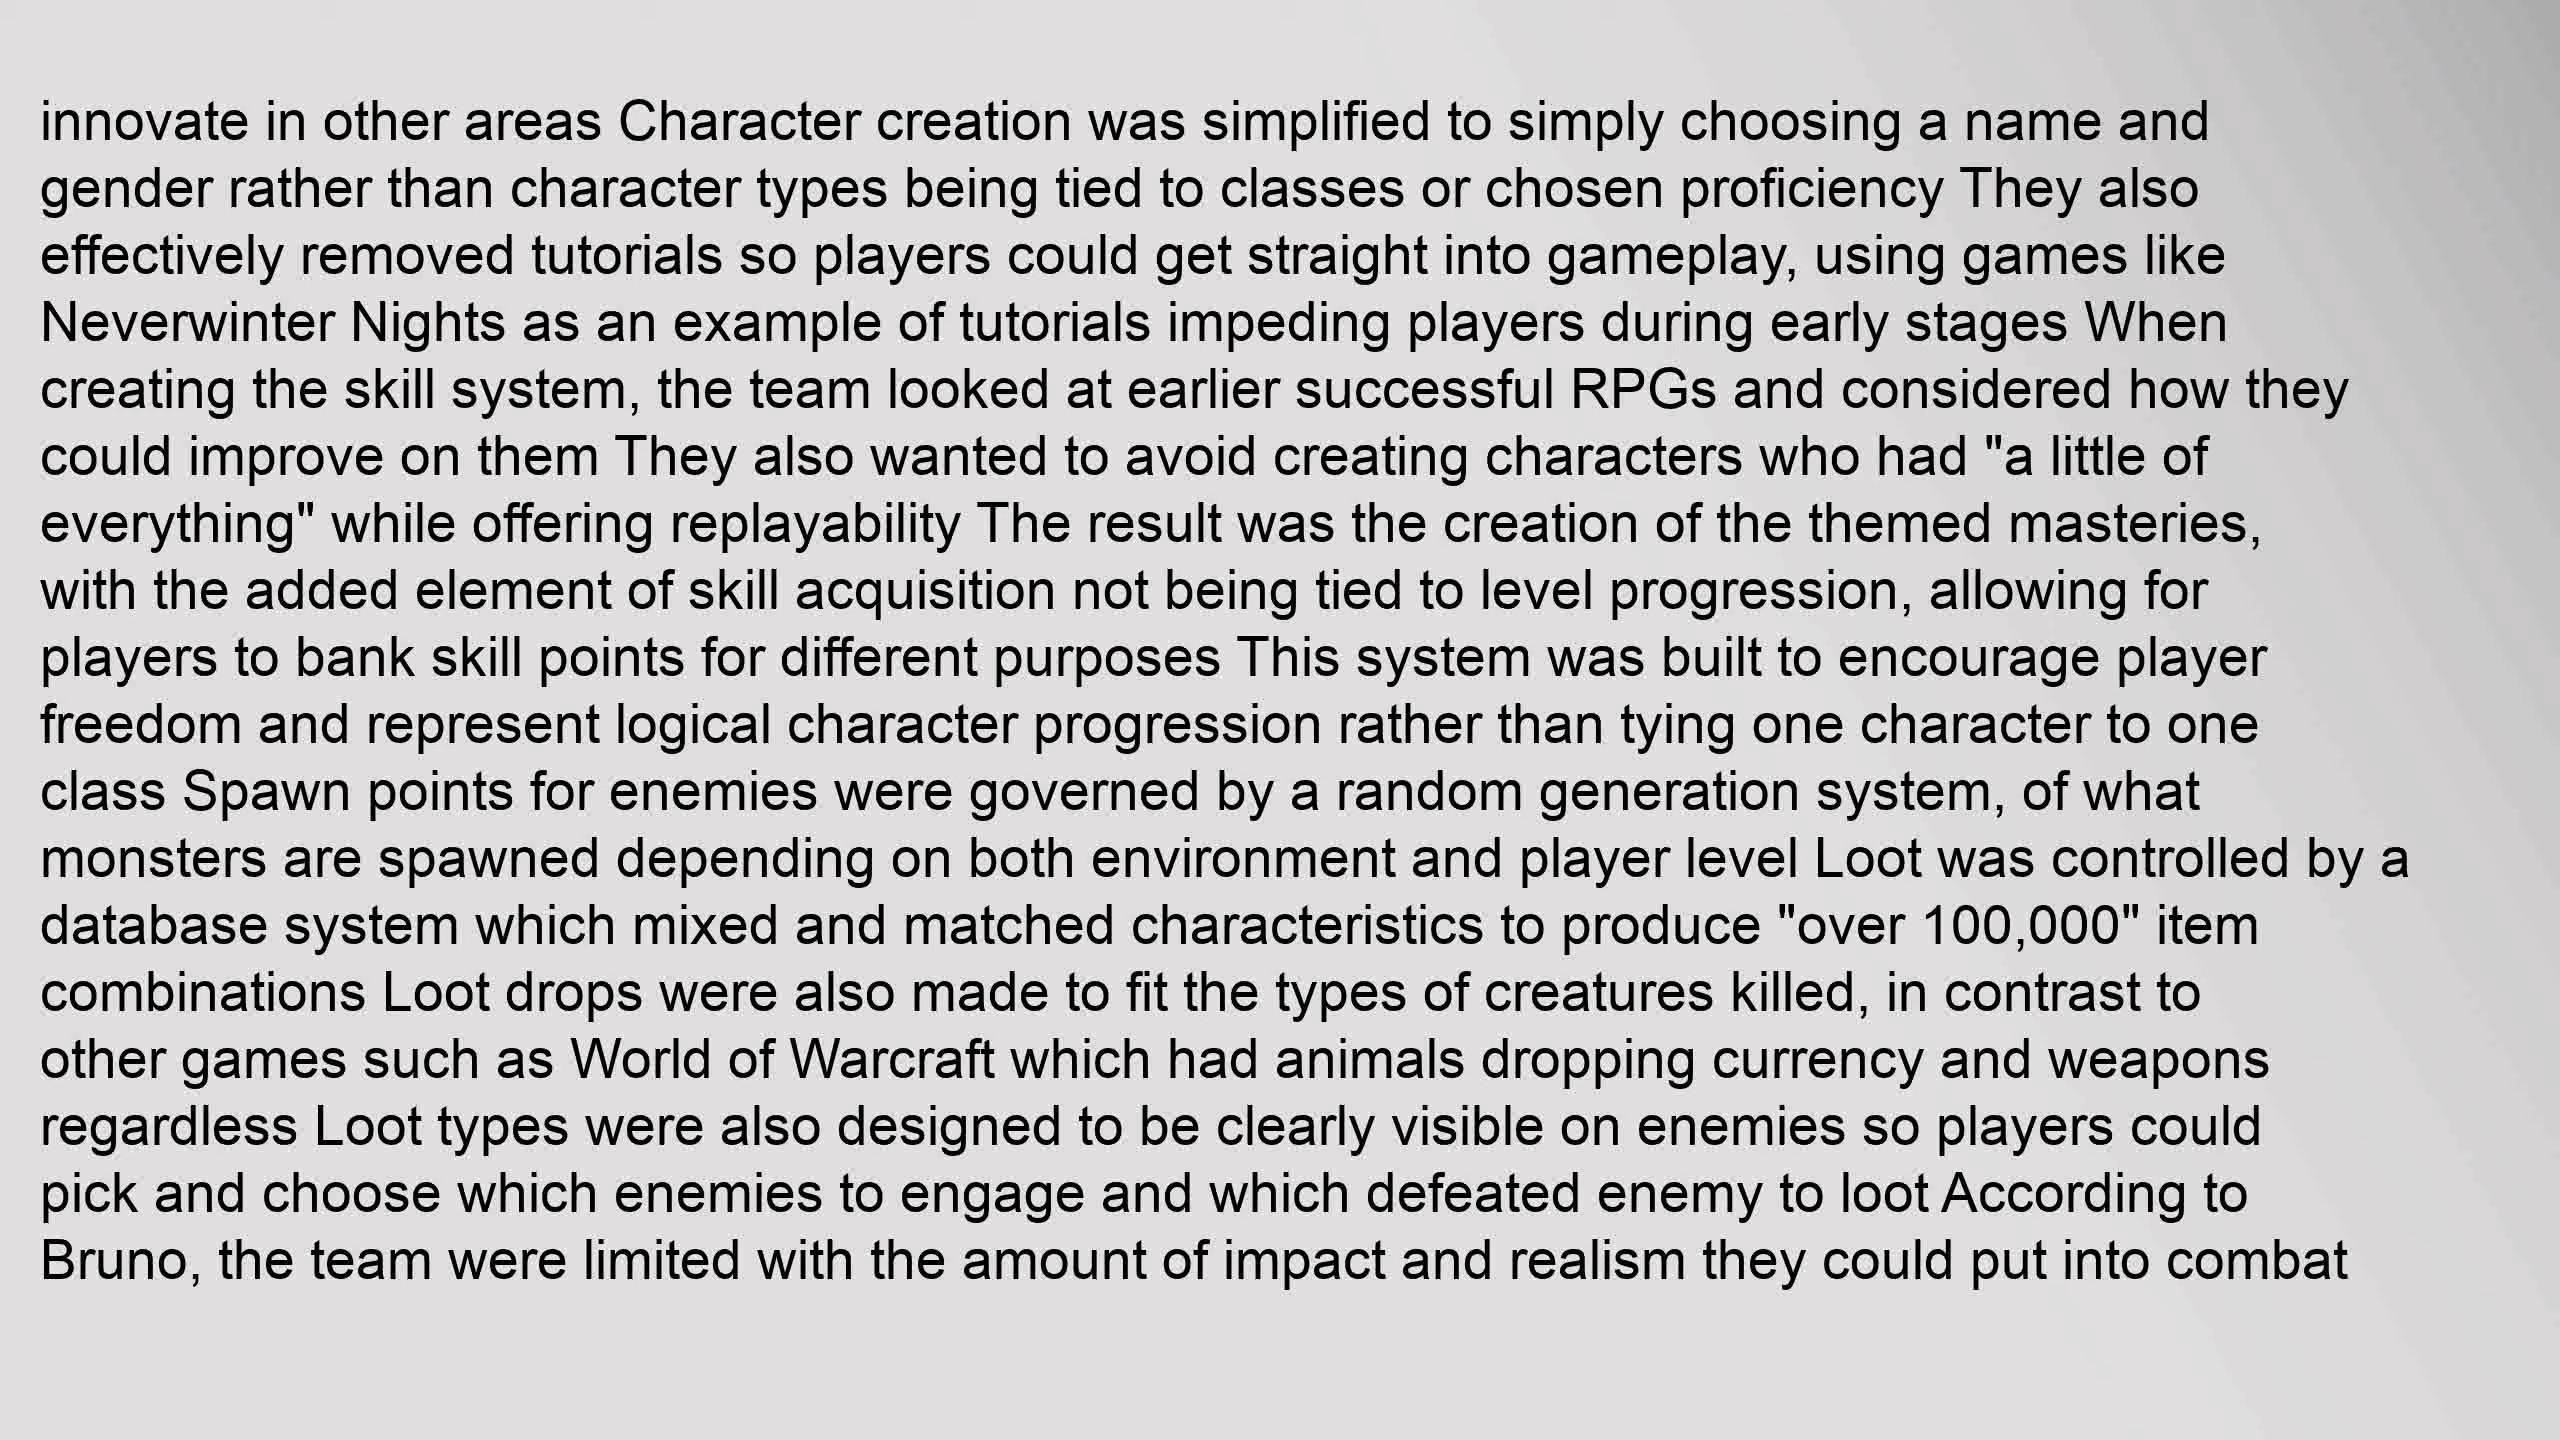 innovate in other areas Character creation was simplified to simply choosing a name and
gender rather than character types being tied to classes or chosen proficiency They also
effectively removed tutorials so players could get straight into gameplay, using games like
Neverwinter Nights as an example of tutorials impeding players during early stages When
creating the skill system, the team looked at earlier successful RPGs and considered how they
could improve on them They also wanted to avoid creating characters who had "a little of
everything" while offering replayability The result was the creation of the themed masteries,
with the added element of skill acquisition not being tied to level progression, allowing for
players to bank skill points for different purposes This system was built to encourage player
freedom and represent logical character progression rather than tying one character to one
class Spawn points for enemies were governed by a random generation system, of what
monsters are spawned depending on both environment and player level Loot was controlled by a
database system which mixed and matched characteristics to produce "over 100,000" item
combinations Loot drops were also made to fit the types of creatures killed, in contrast to
other games such as World of Warcraft which had animals dropping currency and weapons
regardless Loot types were also designed to be clearly visible on enemies so players could
pick and choose which enemies to engage and which defeated enemy to loot According to
Bruno, the team were limited with the amount of impact and realism they could put into combat